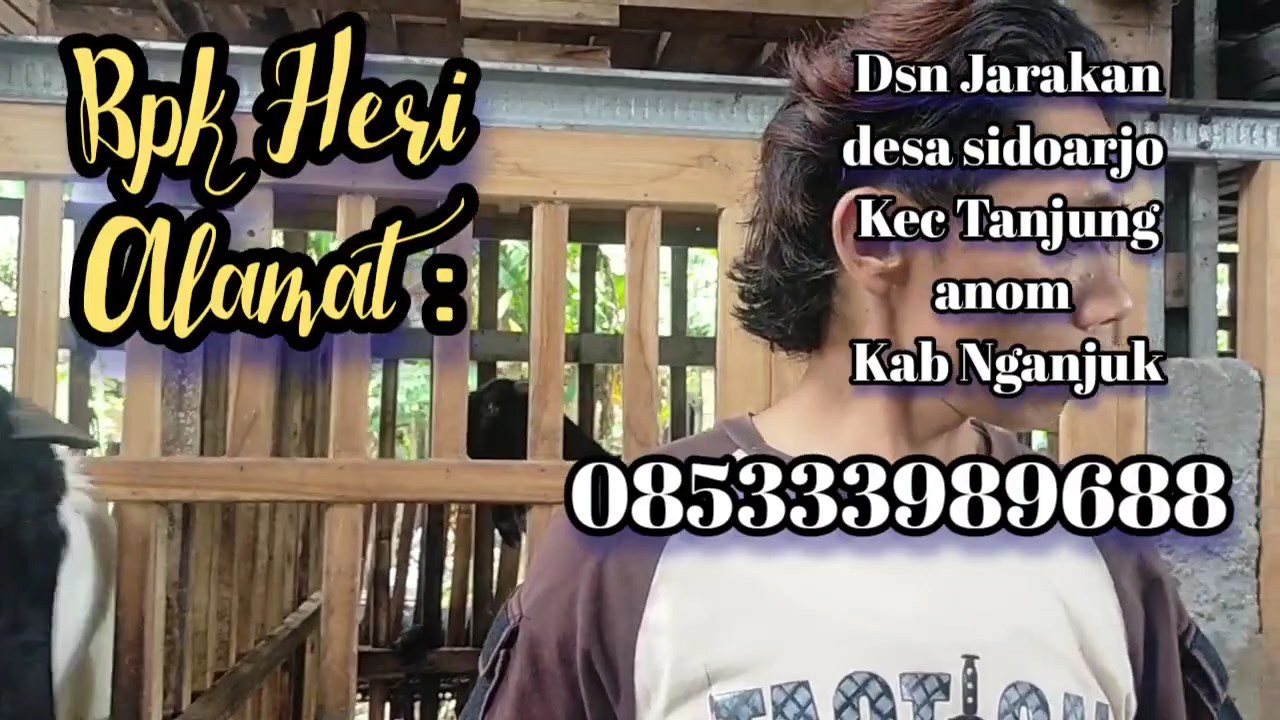 Bpk Heri
Alamat :
Dsn Jarakan
desa sidoarjo
Kec Tanjung
anom
Kab Nganjuk
085333989688